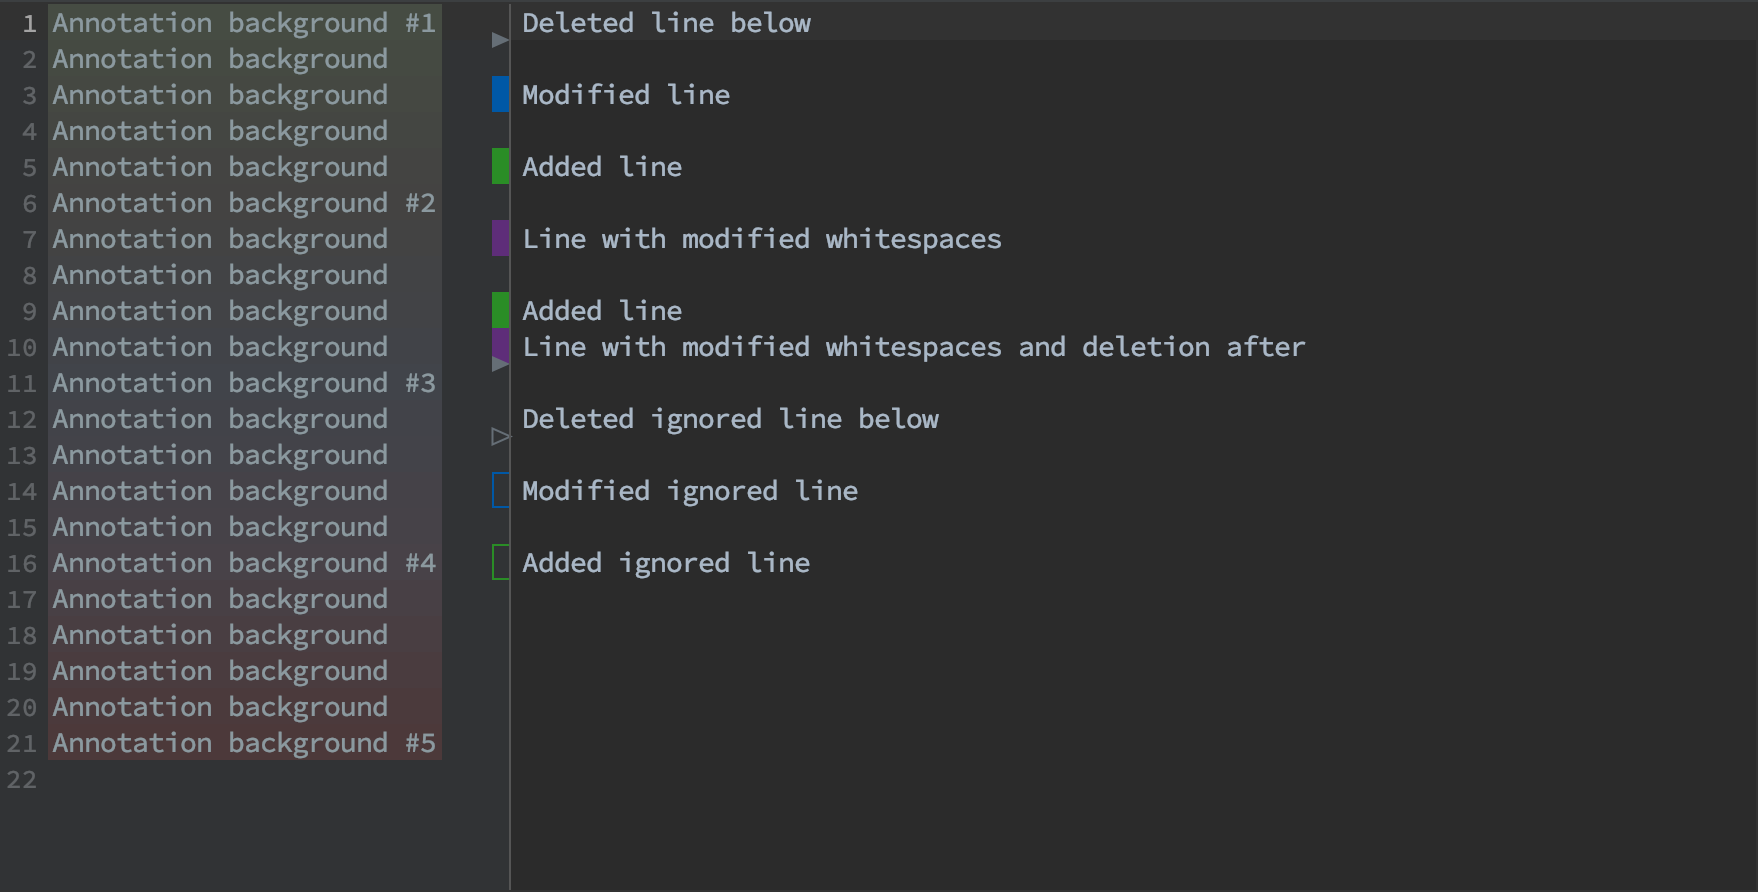 1 Annotation background #1 Deleted line below
2 Annotation background
3 Annotation background Modified line
4 Annotation background
5 Annotation background Added line
6 Annotation background #2
7 Annotation background Line with modified whitespaces
8 Annotation background
9 Annotation background Added line
10 Annotation background Line with modified whitespaces and deletion after
11 Annotation background #3
12 Annotation background Deleted ignored line below
13 Annotation background
14 Annotation background Modified ignored line
15 Annotation background
16 Annotation background #4 Added ignored line
17 Annotation background
18 Annotation background
19 Annotation background
20 Annotation background
21 Annotation background #5
22